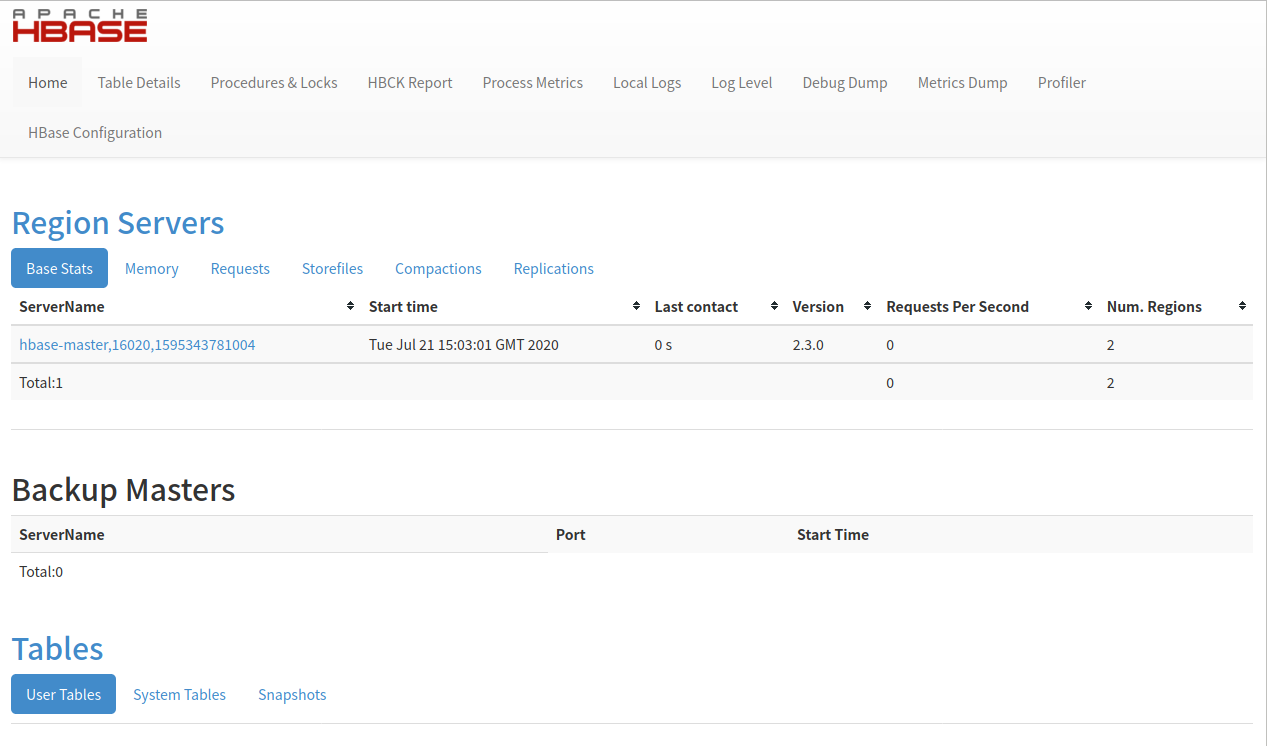 APACHE
HBASE
Home Table Details Procedures & Locks HBCK Report Process Metrics Local Logs Log Level Debug Dump Metrics Dump Profiler
HBase Configuration
Region Servers
Base Stats Memory Requests Storefiles Compactions Replications
ServerName Start time Last contact Version Requests Per Second Num. Regions
hbase-master,16020,1595343781004 Tue Jul 21 15:03:01 GMT 2020 0 s 2.3.0 0 2
Total:1 0 2
Backup Masters
ServerName Port Start Time
Total:0
Tables
User Tables System Tables Snapshots